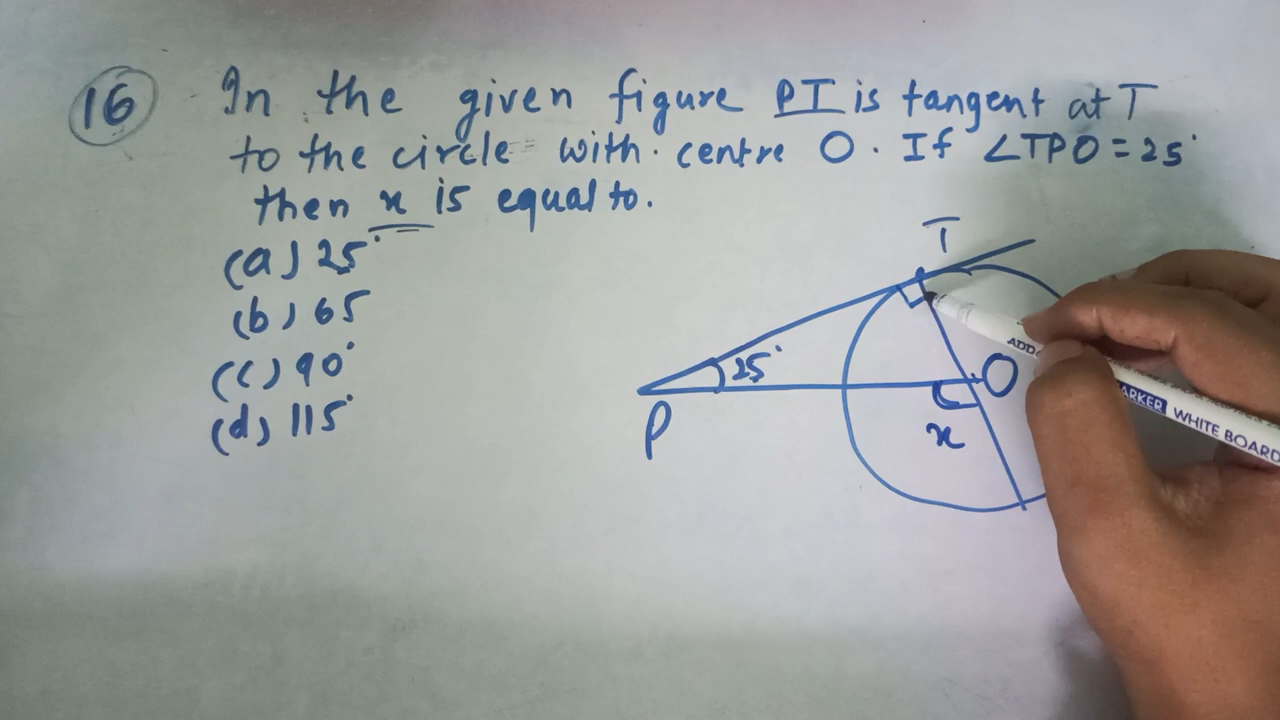 16 In the given figure PT is tangent at T
to the circle with centre O. If ∠TPO = 25°
then x is equal to.
(a) 25°
(b) 65
(c) 90°
(d) 115°
T
25°
O
P
x
MARKER WHITE BOARD